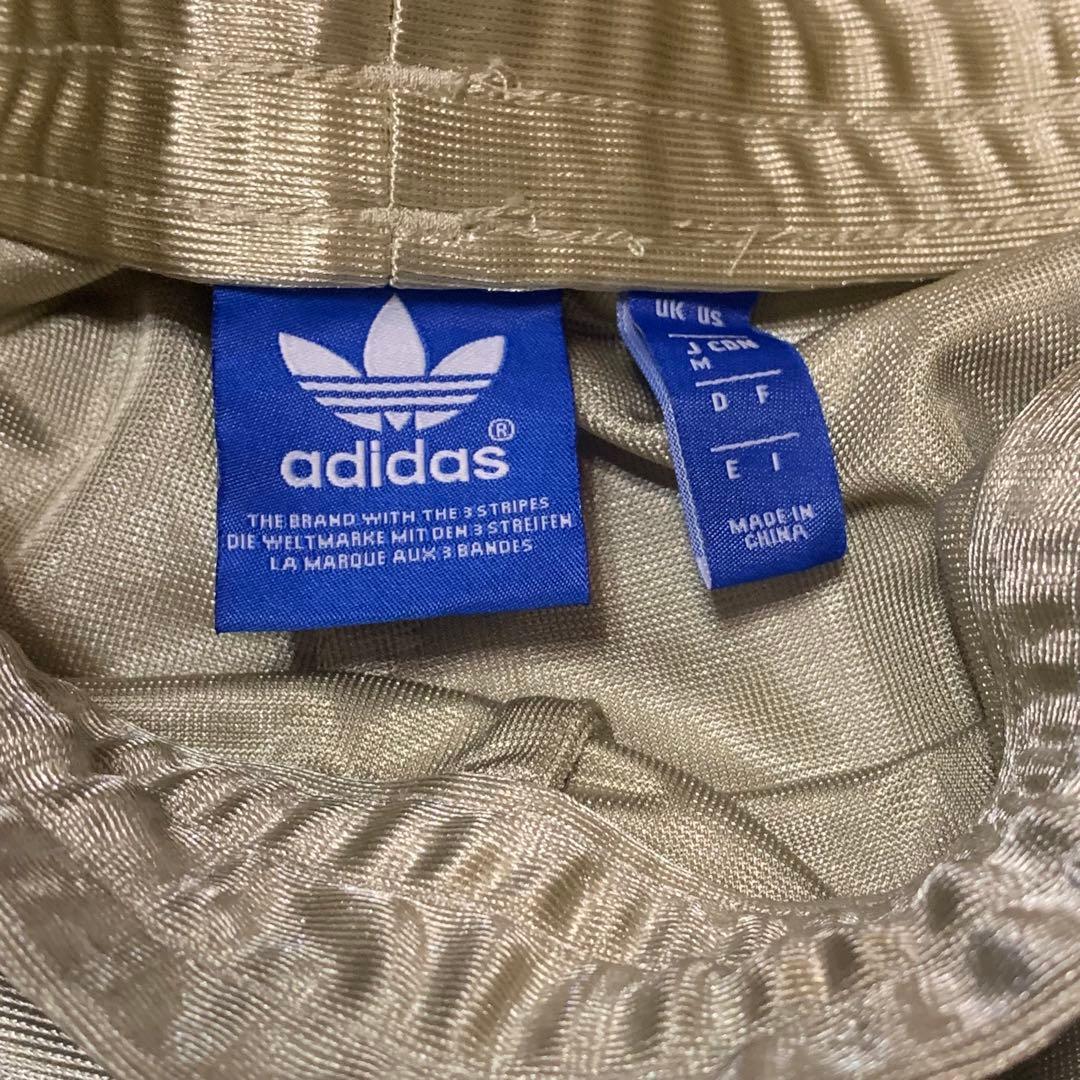 adidas®
THE BRAND WITH THE 3 STRIPES
DIE WELTMARKE MIT DEN 3 STREIFEN
LA MARQUE AUX 3 BANDES
UK US
J CDN
M
D F
E I
MADE IN
CHINA